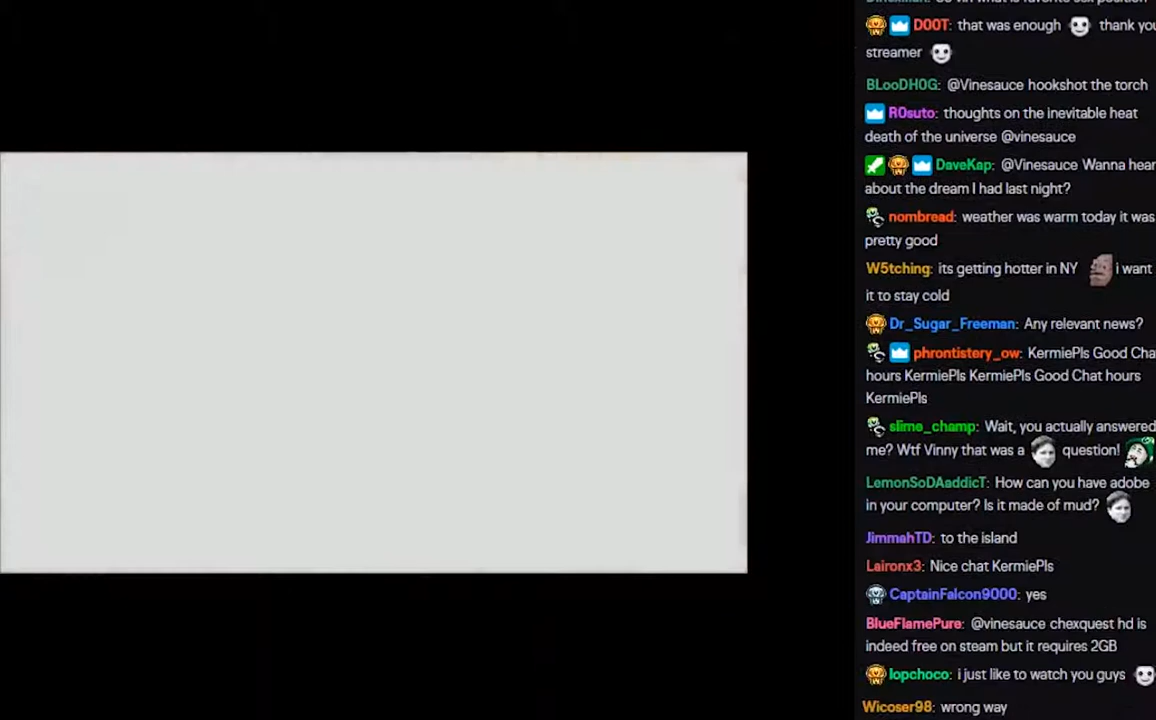 D00T: that was enough thank you
streamer
BLooDH0G: @Vinesauce hookshot the torch
R0suto: thoughts on the inevitable heat
death of the universe @vinesauce
DaveKap: @Vinesauce Wanna hear
about the dream I had last night?
nombread: weather was warm today it was
pretty good
W5tching: its getting hotter in NY i want
it to stay cold
Dr_Sugar_Freeman: Any relevant news?
phrontistery_ow: KermiePls Good Cha
hours KermiePls KermiePls Good Chat hours
KermiePls
slime_champ: Wait, you actually answered
me? Wtf Vinny that was a question!
LemonSoDAaddicT: How can you have adobe
in your computer? Is it made of mud?
JimmahTD: to the island
Laironx3: Nice chat KermiePls
CaptainFalcon9000: yes
BlueFlamePure: @vinesauce chexquest hd is
indeed free on steam but it requires 2GB
lopchoco: i just like to watch you guys
Wicoser98: wrong way